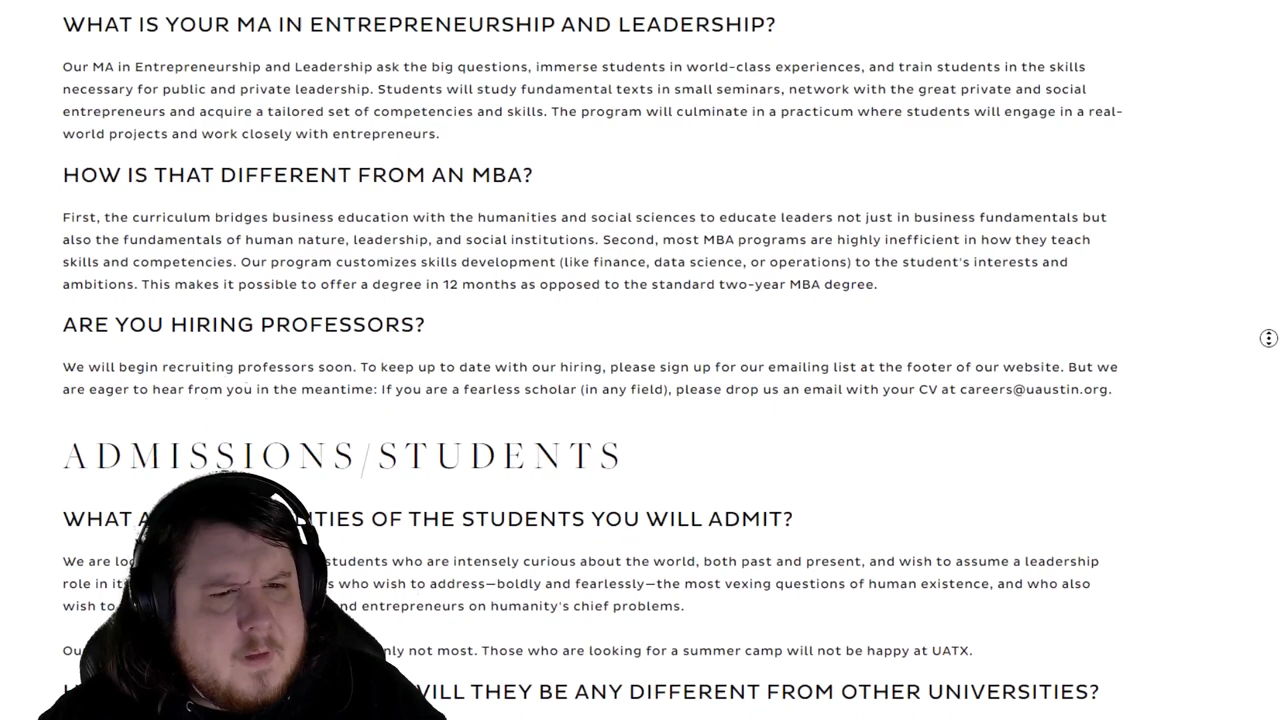 WHAT IS YOUR MA IN ENTREPRENEURSHIP AND LEADERSHIP?
Our MA in Entrepreneurship and Leadership ask the big questions, immerse students in world-class experiences, and train students in the skills
necessary for public and private leadership. Students will study fundamental texts in small seminars, network with the great private and social
entrepreneurs and acquire a tailored set of competencies and skills. The program will culminate in a practicum where students will engage in a real-
world projects and work closely with entrepreneurs.
HOW IS THAT DIFFERENT FROM AN MBA?
First, the curriculum bridges business education with the humanities and social sciences to educate leaders not just in business fundamentals but
also the fundamentals of human nature, leadership, and social institutions. Second, most MBA programs are highly inefficient in how they teach
skills and competencies. Our program customizes skills development (like finance, data science, or operations) to the student's interests and
ambitions. This makes it possible to offer a degree in 12 months as opposed to the standard two-year MBA degree.
ARE YOU HIRING PROFESSORS?
We will begin recruiting professors soon. To keep up to date with our hiring, please sign up for our emailing list at the footer of our website. But we
are eager to hear from you in the meantime: If you are a fearless scholar (in any field), please drop us an email with your CV at careers@uaustin.org.
ADMISSIONS/STUDENTS
WHAT OF THE STUDENTS YOU WILL ADMIT?
We are students who are intensely curious about the world, both past and present, and wish to assume a leadership
role in who wish to address—boldly and fearlessly—the most vexing questions of human existence, and who also
wish to and entrepreneurs on humanity's chief problems.
not most. Those who are looking for a summer camp will not be happy at UATX.
WILL THEY BE ANY DIFFERENT FROM OTHER UNIVERSITIES?